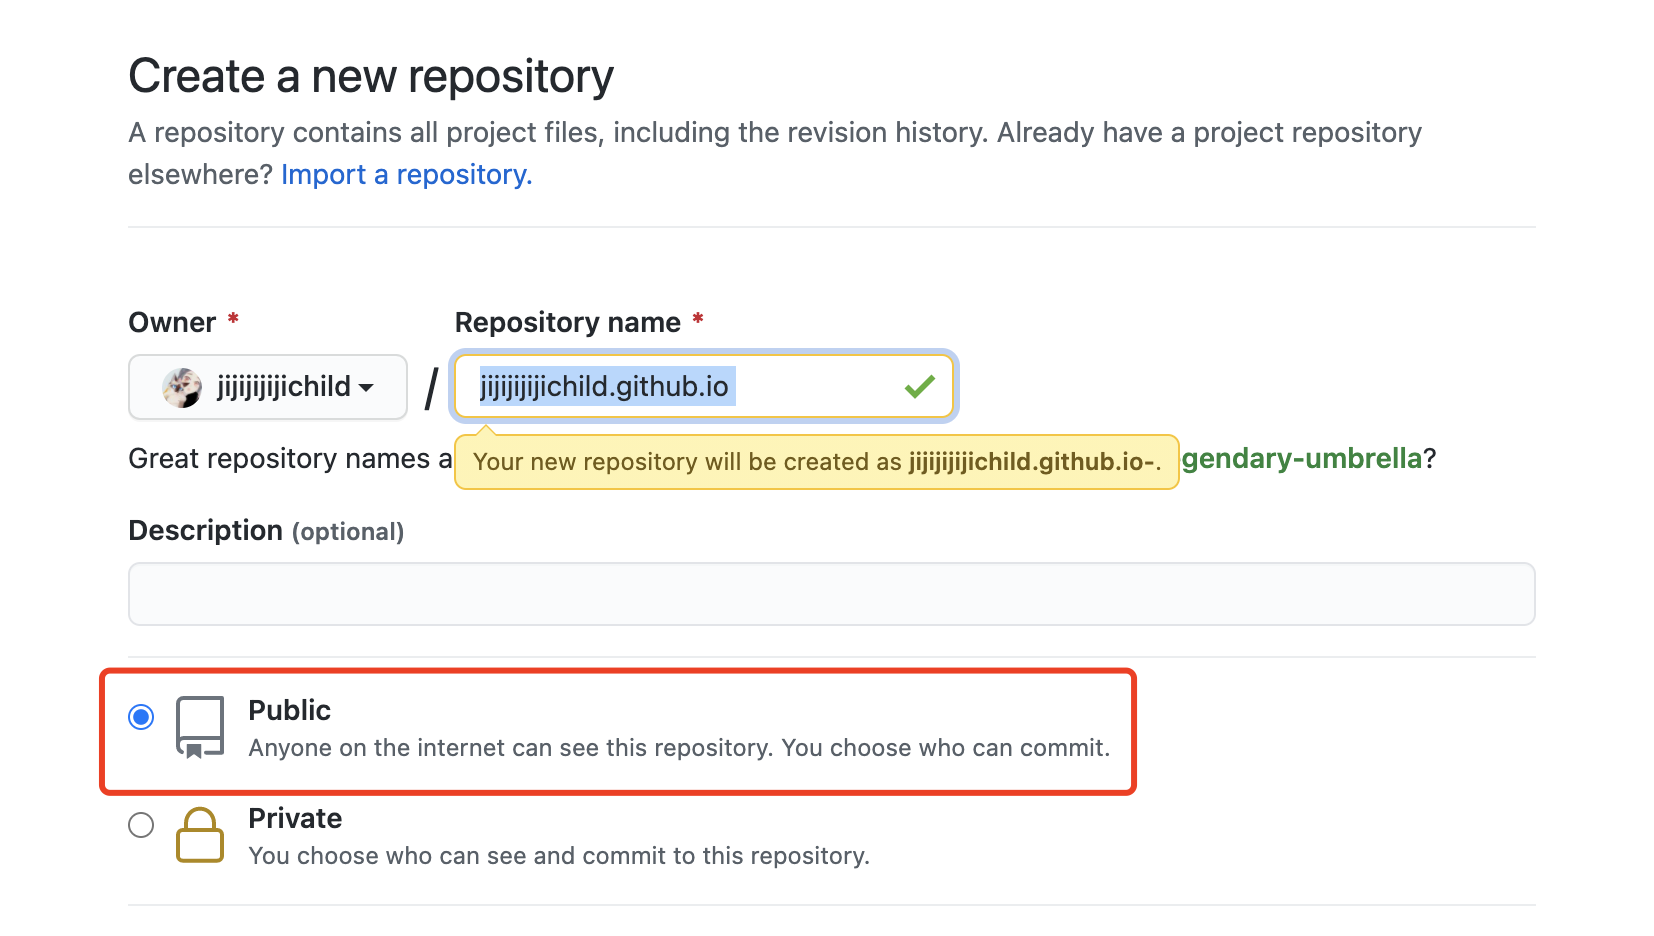 Create a new repository
A repository contains all project files, including the revision history. Already have a project repository
elsewhere? Import a repository.
Owner *
Repository name *
jijijijijichild
/
jijijijijichild.github.io
Great repository names a
Your new repository will be created as jijijijijichild.github.io-.
gendary-umbrella?
Description (optional)
Public
Anyone on the internet can see this repository. You choose who can commit.
Private
You choose who can see and commit to this repository.